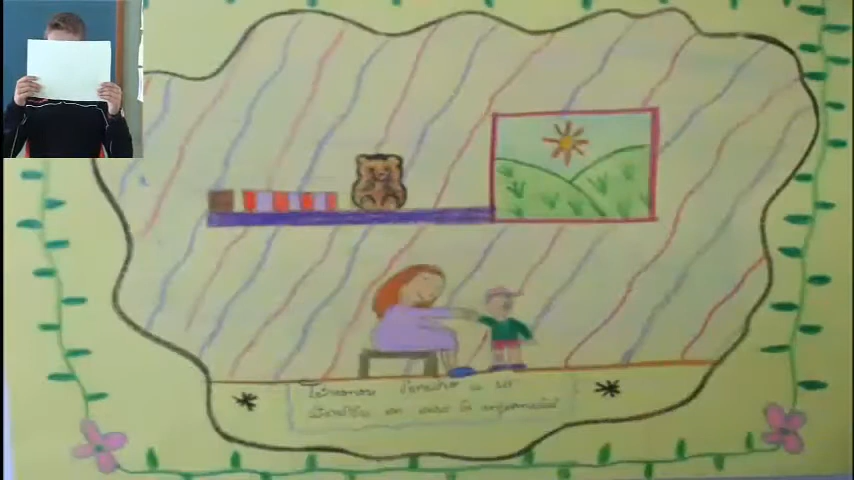 Tenemos derecho a ser
atendidos en caso de enfermedad